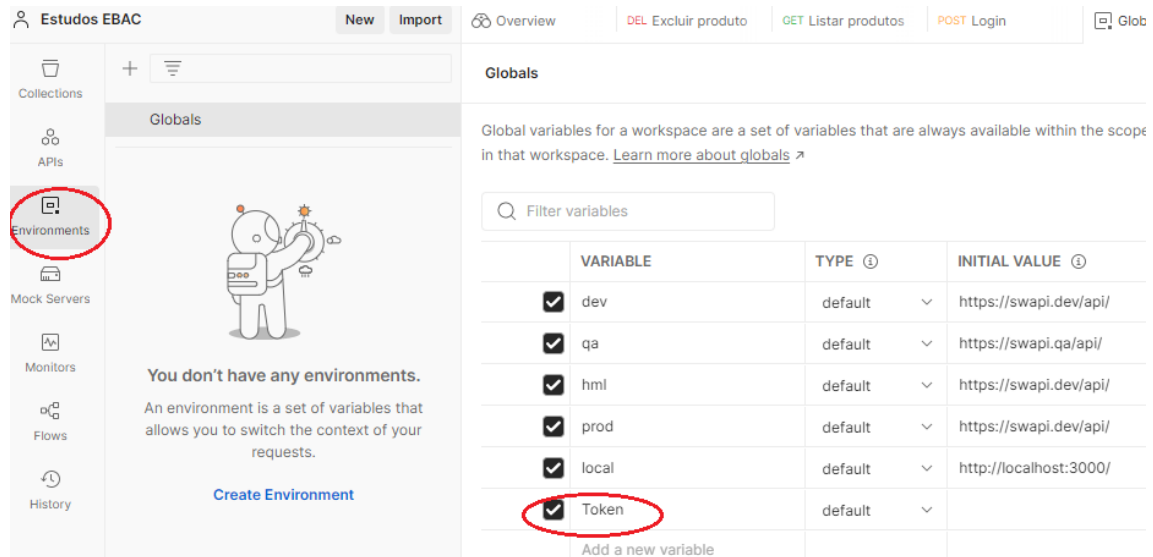 Estudos EBAC
New
Import
Overview
DEL Excluir produto
GET Listar produtos
POST Login
Glob
Collections
APIs
Environments
Mock Servers
Monitors
Flows
History
Globals
You don't have any environments.
An environment is a set of variables that
allows you to switch the context of your
requests.
Create Environment
Globals
Global variables for a workspace are a set of variables that are always available within the scope
in that workspace. Learn more about globals ↗
Filter variables
VARIABLE TYPE INITIAL VALUE
dev default https://swapi.dev/api/
qa default https://swapi.qa/api/
hml default https://swapi.dev/api/
prod default https://swapi.dev/api/
local default http://localhost:3000/
Token default
Add a new variable